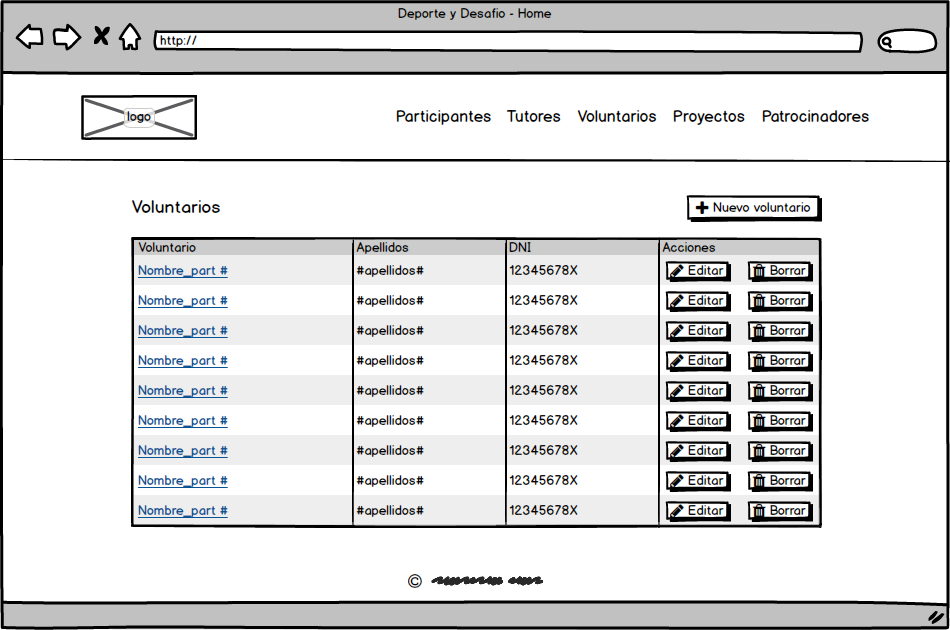 Deporte y Desafio - Home
http://
logo
Participantes Tutores Voluntarios Proyectos Patrocinadores
Voluntarios
Nuevo voluntario
Voluntario Apellidos DNI Acciones
Nombre_part # #apellidos# 12345678X Editar Borrar
Nombre_part # #apellidos# 12345678X Editar Borrar
Nombre_part # #apellidos# 12345678X Editar Borrar
Nombre_part # #apellidos# 12345678X Editar Borrar
Nombre_part # #apellidos# 12345678X Editar Borrar
Nombre_part # #apellidos# 12345678X Editar Borrar
Nombre_part # #apellidos# 12345678X Editar Borrar
Nombre_part # #apellidos# 12345678X Editar Borrar
Nombre_part # #apellidos# 12345678X Editar Borrar
©